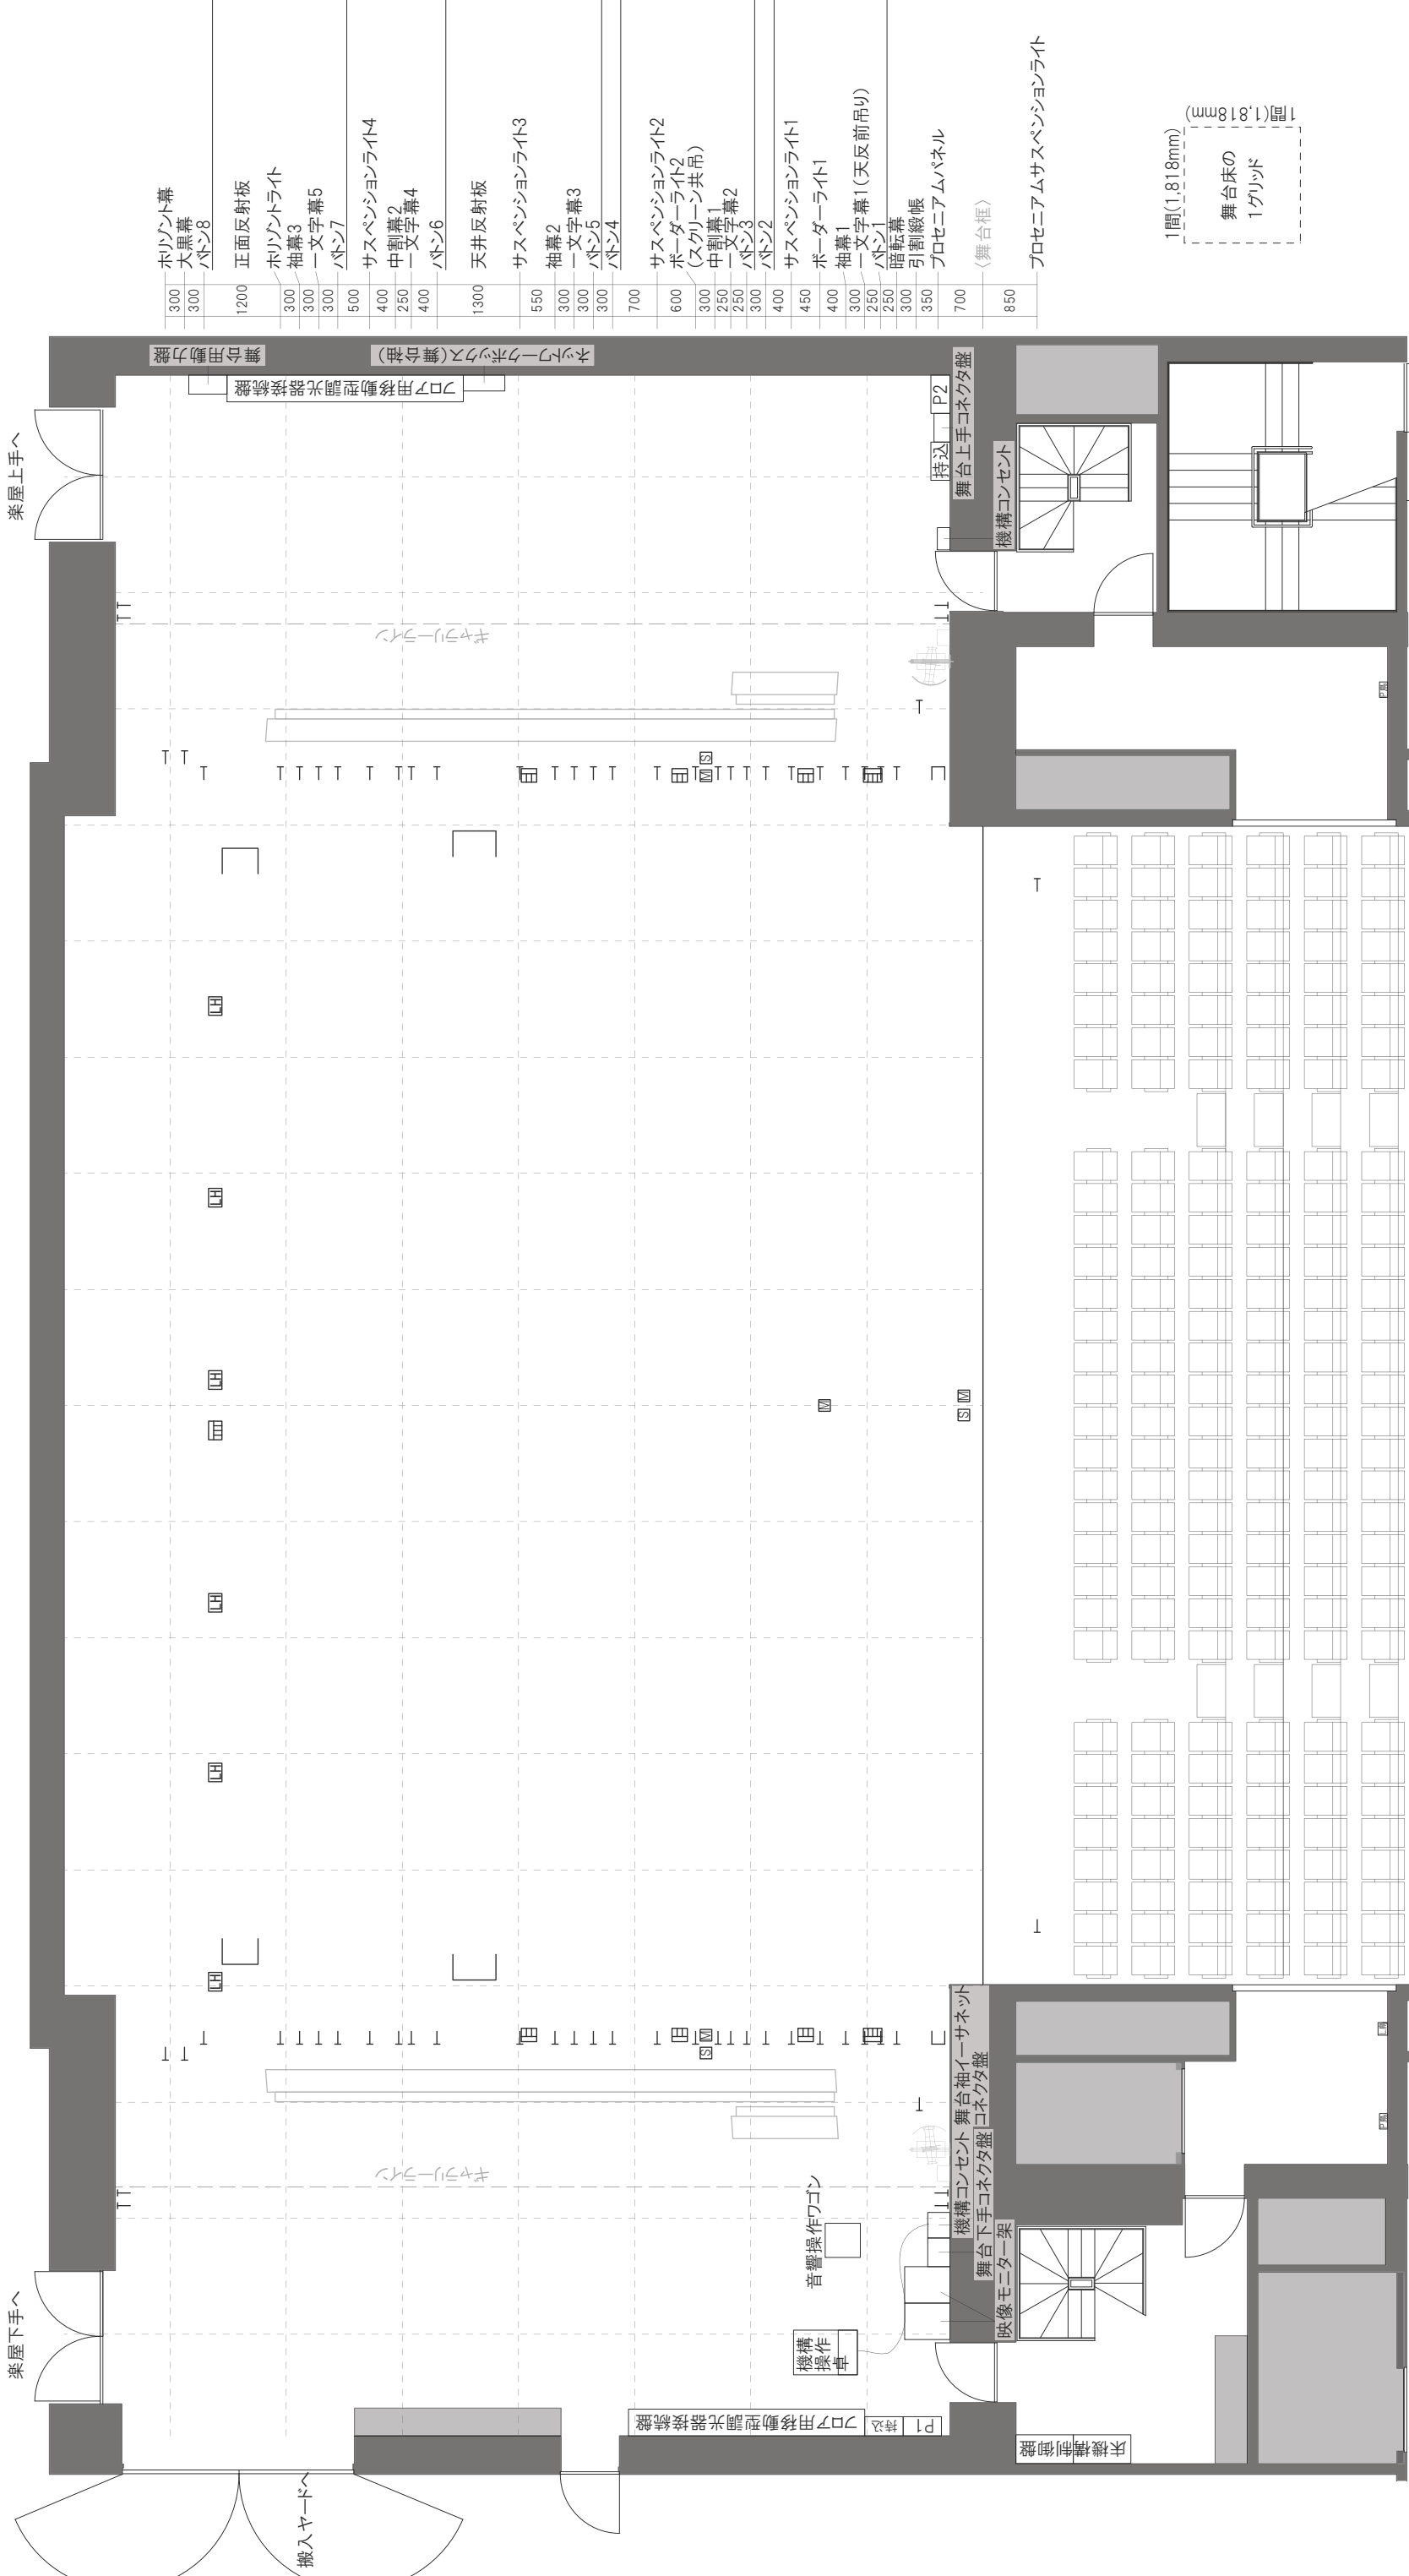 楽屋上手へ
ホリゾント幕
大黒幕
バトン8
正面反射板
ホリゾントライト
袖幕3
一文字幕5
バトン7
サスペンションライト4
中割幕2
一文字幕4
バトン6
天井反射板
サスペンションライト3
袖幕2
一文字幕3
バトン5
バトン4
サスペンションライト2
ボーダーライト2
(スクリーン共吊)
中割幕1
一文字幕2
バトン3
バトン2
サスペンションライト1
ボーダーライト1
袖幕1
一文字幕1(天反前吊り)
バトン1
暗転幕
引割緞帳
プロセニアムパネル
〈舞台框〉
プロセニアムサスペンションライト
300
300
1200
300
300
300
500
400
250
400
1300
550
300
300
300
700
600
300
250
250
300
400
450
400
300
250
250
300
350
700
850
1間(1,818mm)
1間(1,818mm)
舞台床の
1グリッド
舞台用動力盤
フロア用移動型調光器接続盤
ネットワークボックス(舞台袖)
持込
P2
舞台上手コネクタ盤
機構コンセント
ギャラリーライン
M S
LH
LH
LH
M
S M
LH
LH
LH
S M
ギャラリーライン
機構コンセント
舞台袖イーサネット
コネクタ盤
舞台下手コネクタ盤
映像モニター架
音響操作ワゴン
機構
操作
卓
楽屋下手へ
フロア用移動型調光器接続盤
持込
P1
床機構制御盤
搬入ヤードへ